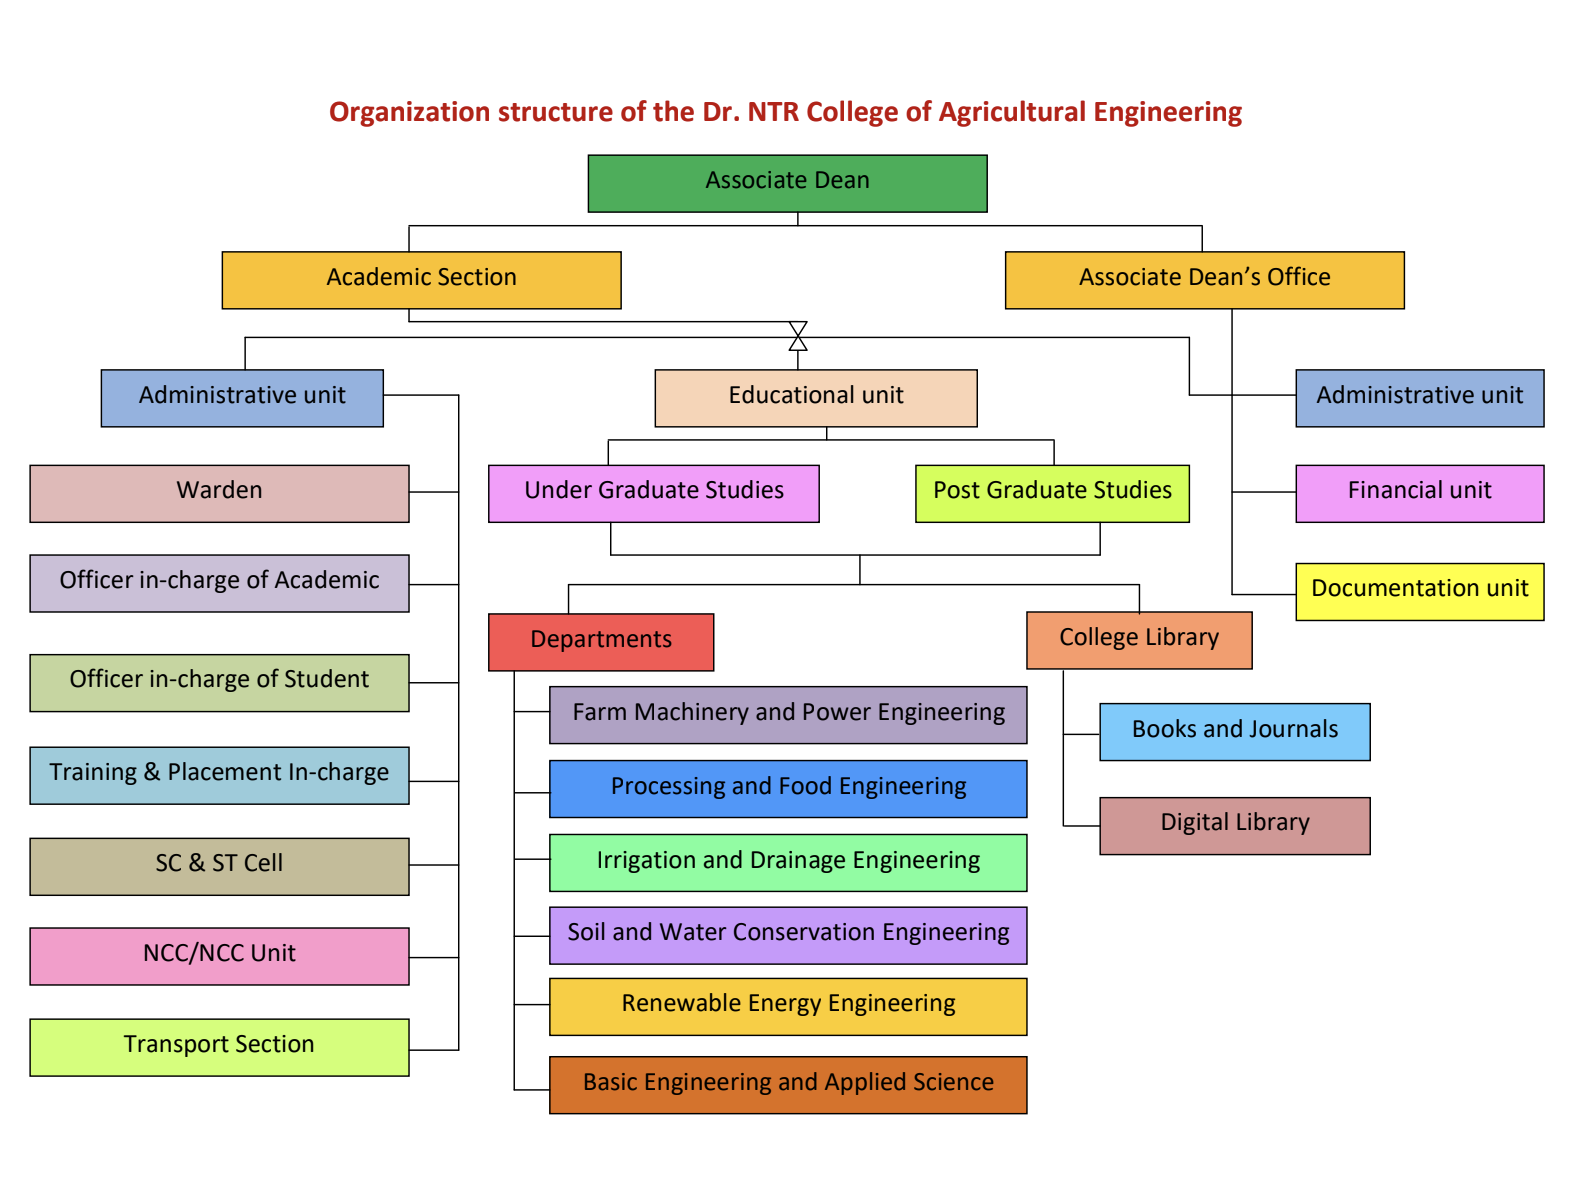 Organization structure of the Dr. NTR College of Agricultural Engineering
Associate Dean
Academic Section
Associate Dean’s Office
Administrative unit
Educational unit
Administrative unit
Warden
Under Graduate Studies
Post Graduate Studies
Financial unit
Officer in-charge of Academic
Documentation unit
Officer in-charge of Student
Departments
College Library
Farm Machinery and Power Engineering
Books and Journals
Training & Placement In-charge
Processing and Food Engineering
Digital Library
SC & ST Cell
Irrigation and Drainage Engineering
Soil and Water Conservation Engineering
NCC/NCC Unit
Renewable Energy Engineering
Transport Section
Basic Engineering and Applied Science